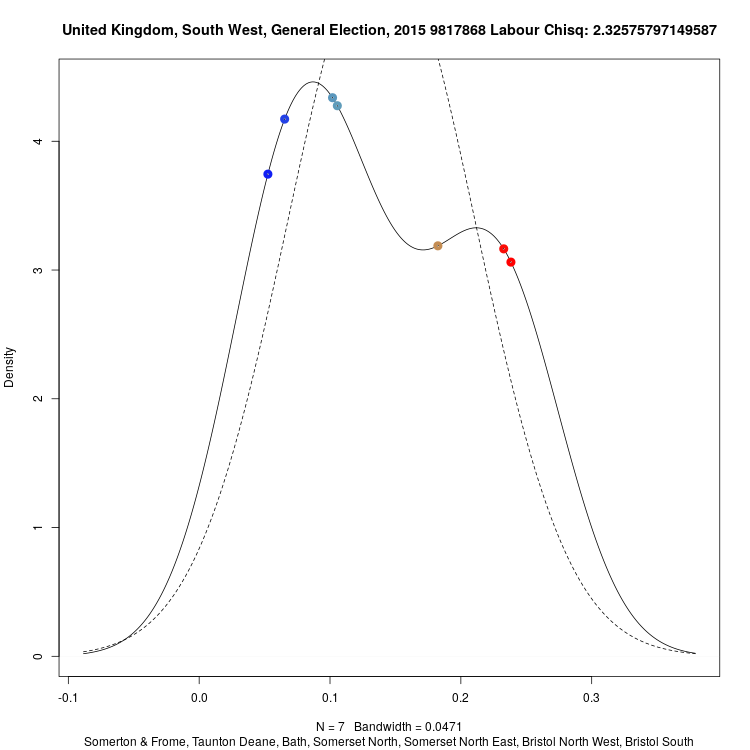 United Kingdom, South West, General Election, 2015 9817868 Labour Chisq: 2.32575797149587
Density
4
3
2
1
0
-0.1 0.0 0.1 0.2 0.3
N = 7 Bandwidth = 0.0471
Somerton & Frome, Taunton Deane, Bath, Somerset North, Somerset North East, Bristol North West, Bristol South